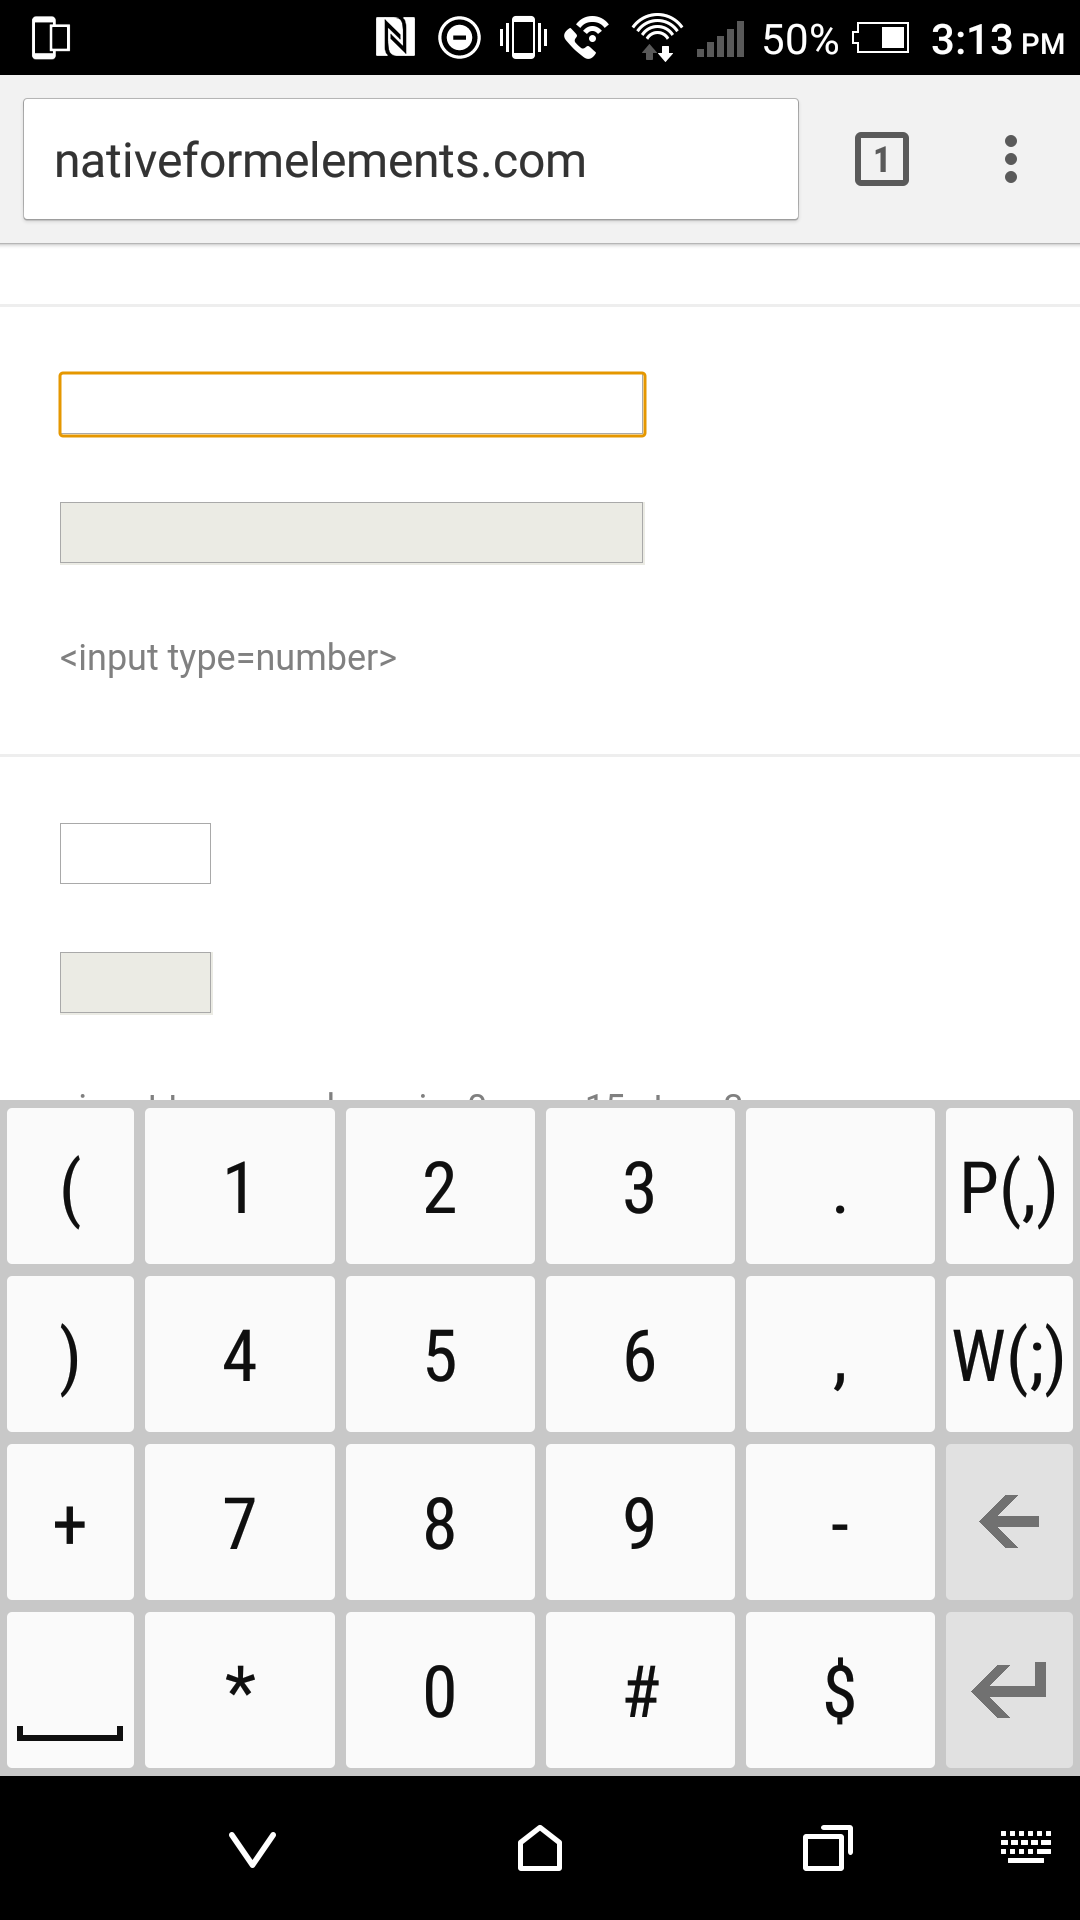 50% 3:13 PM
nativeformelements.com
1
<input type=number>
( 1 2 3 . P(,)
) 4 5 6 , W(;)
+ 7 8 9 -
* 0 # $